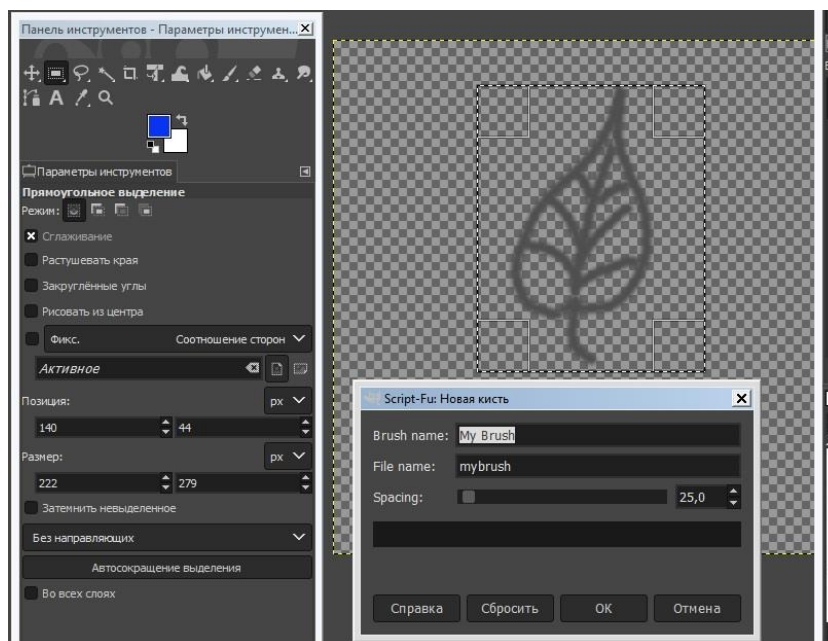 Панель инструментов - Параметры инструмен...
A
Параметры инструментов
Прямоугольное выделение
Режим:
Сглаживание
Растушевать края
Закруглённые углы
Рисовать из центра
Фикс. Соотношение сторон
Активное
Позиция: px
140 44
Размер: px
222 279
Затемнить невыделенное
Без направляющих
Автосокращение выделения
Во всех слоях
Script-Fu: Новая кисть
Brush name: My Brush
File name: mybrush
Spacing: 25,0
Справка Сбросить OK Отмена